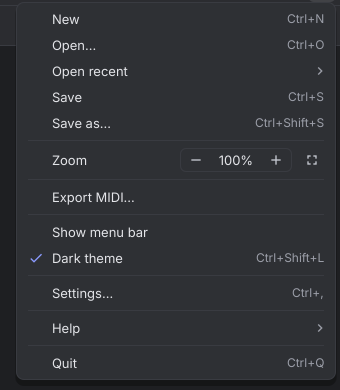 New Ctrl+N
Open... Ctrl+O
Open recent
Save Ctrl+S
Save as... Ctrl+Shift+S
Zoom 100%
Export MIDI...
Show menu bar
Dark theme Ctrl+Shift+L
Settings... Ctrl+,
Help
Quit Ctrl+Q